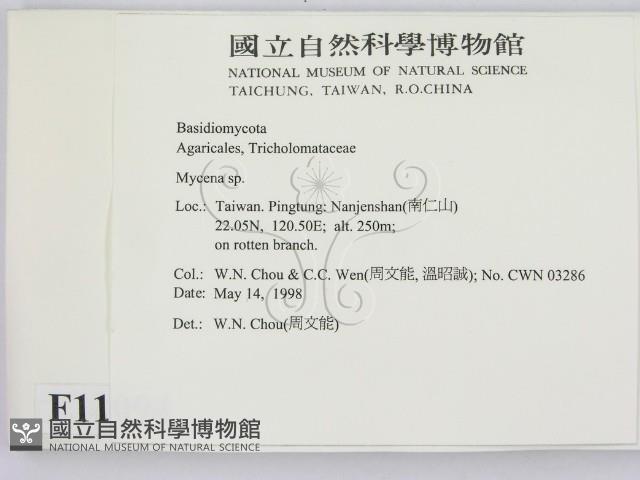 國立自然科學博物館
NATIONAL MUSEUM OF NATURAL SCIENCE
TAICHUNG, TAIWAN, R.O.CHINA
Basidiomycota
Agaricales, Tricholomataceae
Mycena sp.
Loc.: Taiwan. Pingtung: Nanjenshan(南仁山)
22.05N, 120.50E; alt. 250m;
on rotten branch.
Col.: W.N. Chou & C.C. Wen(周文能, 溫昭誠); No. CWN 03286
Date: May 14, 1998
Det.: W.N. Chou(周文能)
F11
國立自然科學博物館
NATIONAL MUSEUM OF NATURAL SCIENCE